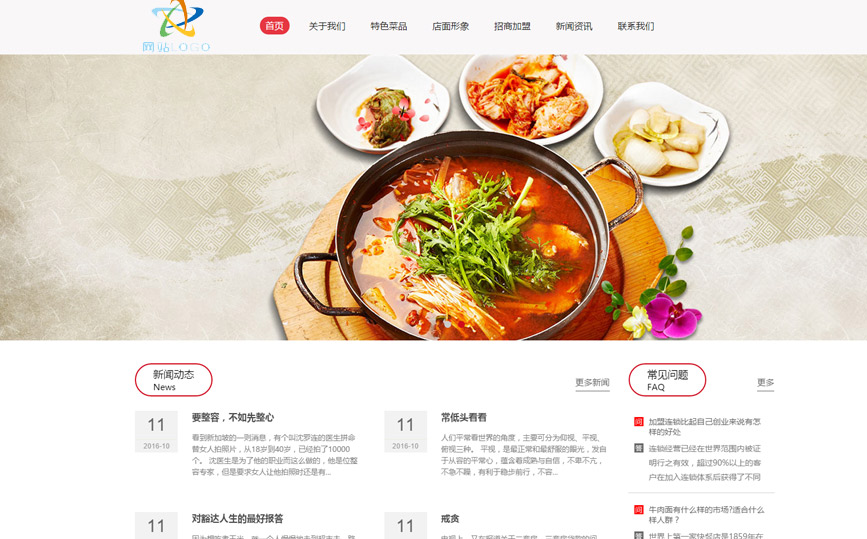 网站LOGO
首页 关于我们 特色菜品 店面形象 招商加盟 新闻资讯 联系我们
新闻动态
News
更多新闻
11
2016-10
要整容，不如先整心
看到新加坡的一则消息，有个叫沈罗连的医生拼命
替女人拍照片，从18岁到40岁，已经拍了10000
个。 沈医生是为了他的职业而这么做的，他是位整
容专家，但是要求女人让他拍照时还是有...
11
2016-10
常低头看看
人们平常看世界的角度，主要可分为仰视、平视、
俯视三种。 平视，是最正常和最舒服的眼光，发自
于从容的平常心，蕴含着成熟与自信，不卑不亢，
不急不躁，有利于稳步前行，不容...
11
对豁达人生的最好报答
11
戒贪
常见问题
FAQ
更多
问 加盟连锁比起自己创业来说有怎
样的好处
答 连锁经营已经在世界范围内被证
明行之有效，超过90%以上的客
户在加入连锁体系后获得了不同
问 牛肉面有什么样的市场?适合什么
样人群？
答 世界上第一家快餐店是1859年在